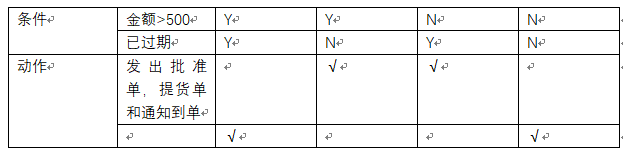 条件 金额>500 Y Y N N
已过期 Y N Y N
动作 发出批准 √ √
单，提货单
和通知到单
√ √